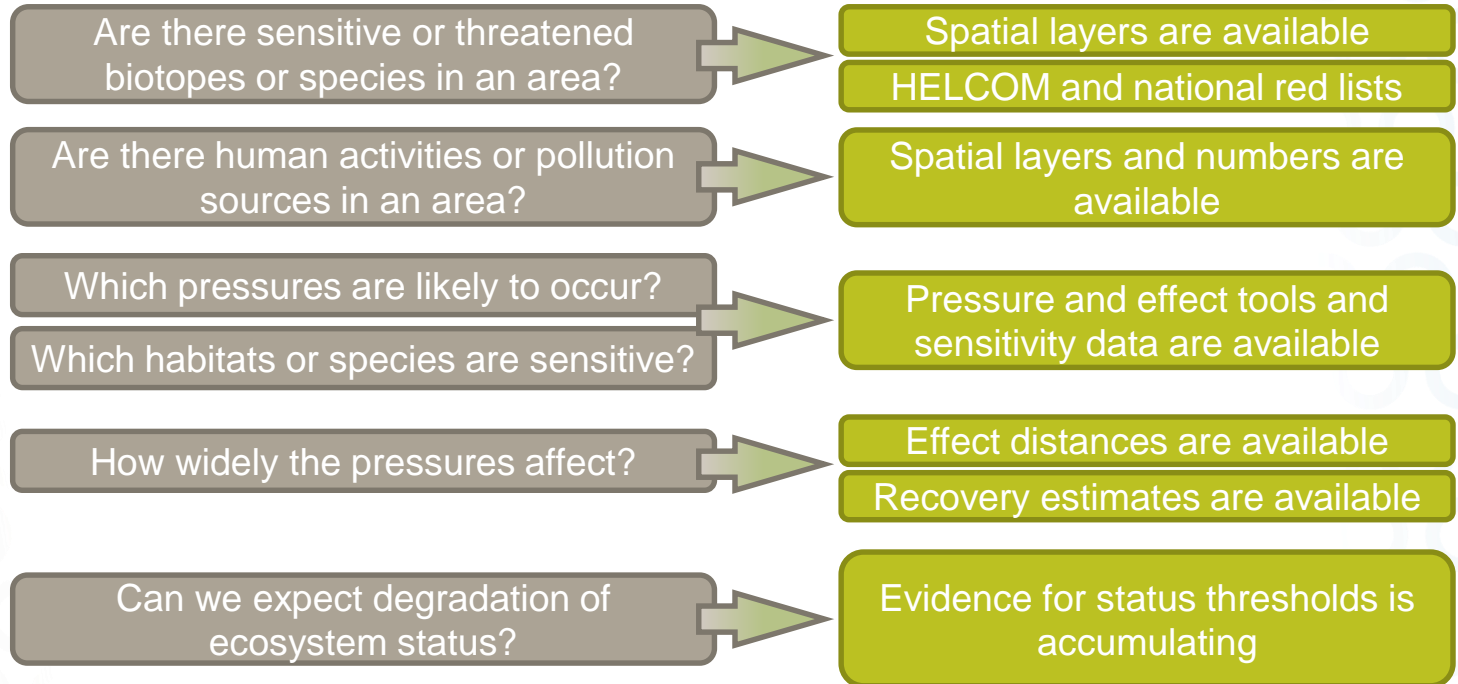 Are there sensitive or threatened
biotopes or species in an area?
Spatial layers are available
HELCOM and national red lists
Are there human activities or pollution
sources in an area?
Spatial layers and numbers are
available
Which pressures are likely to occur?
Which habitats or species are sensitive?
Pressure and effect tools and
sensitivity data are available
How widely the pressures affect?
Effect distances are available
Recovery estimates are available
Can we expect degradation of
ecosystem status?
Evidence for status thresholds is
accumulating